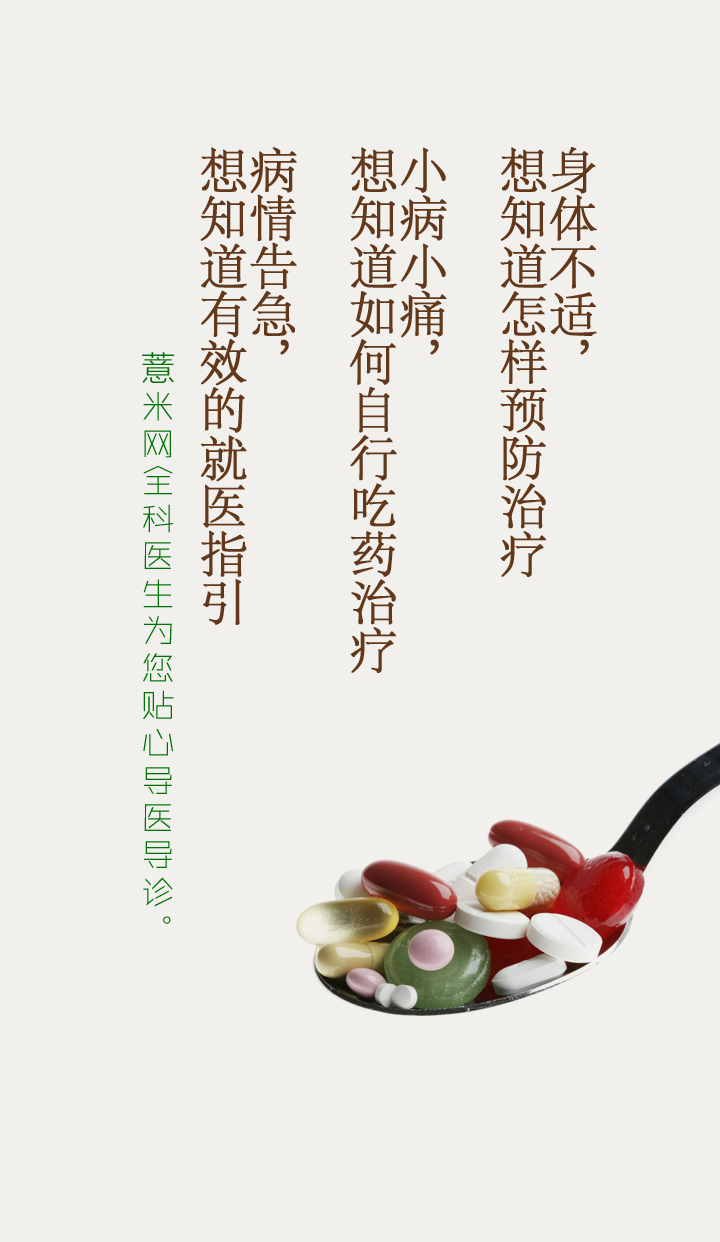 身体不适，
想知道怎样预防治疗
小病小痛，
想知道如何自行吃药治疗
病情告急，
想知道有效的就医指引
薏米网全科医生为您贴心导医导诊。